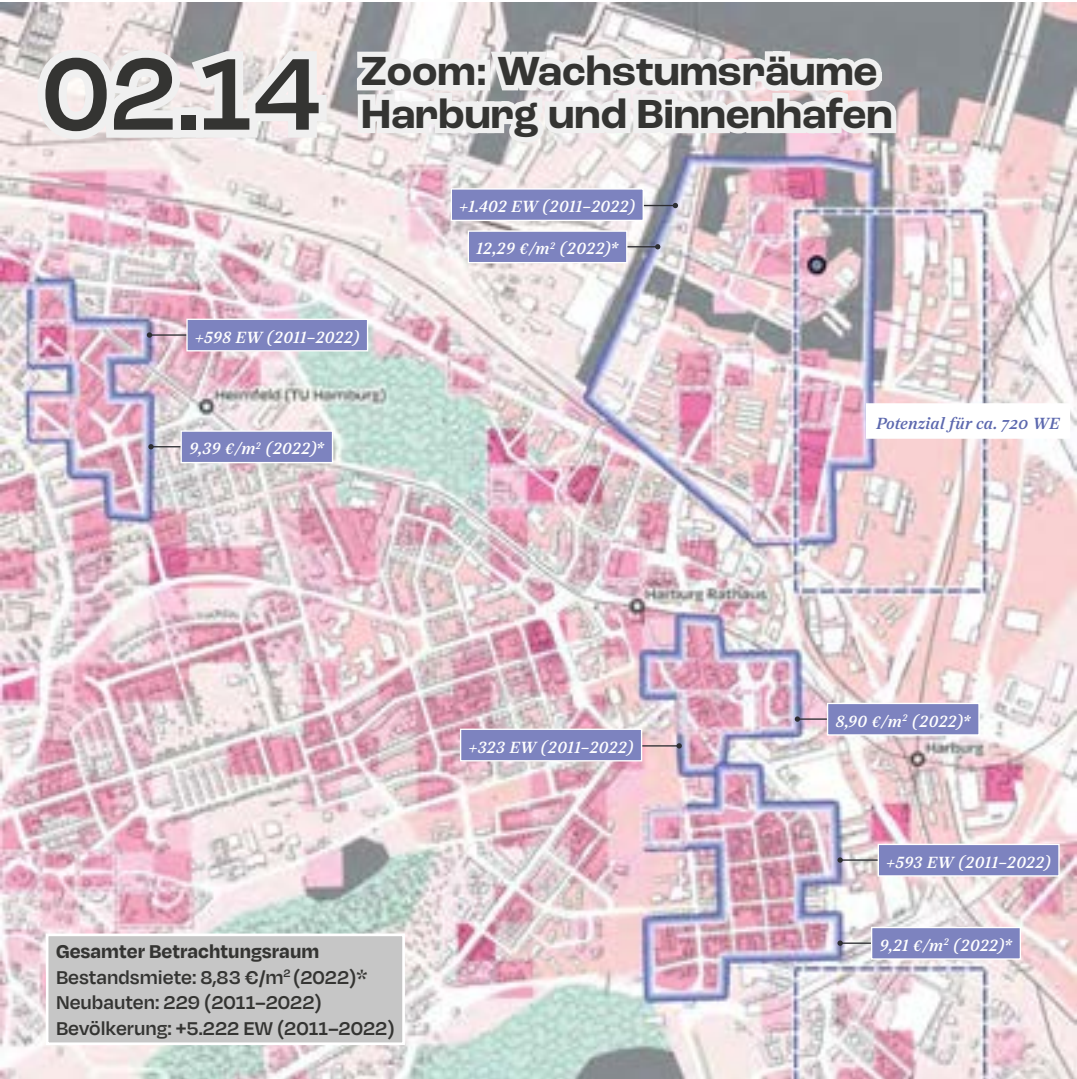 02.14
Zoom: Wachstumsräume
Harburg und Binnenhafen
+1.402 EW (2011–2022)
12,29 €/m² (2022)*
+598 EW (2011–2022)
Heimfeld (TU Hamburg)
9,39 €/m² (2022)*
Potenzial für ca. 720 WE
Harburg Rathaus
8,90 €/m² (2022)*
+323 EW (2011–2022)
Harburg
+593 EW (2011–2022)
9,21 €/m² (2022)*
Gesamter Betrachtungsraum
Bestandsmiete: 8,83 €/m² (2022)*
Neubauten: 229 (2011–2022)
Bevölkerung: +5.222 EW (2011–2022)